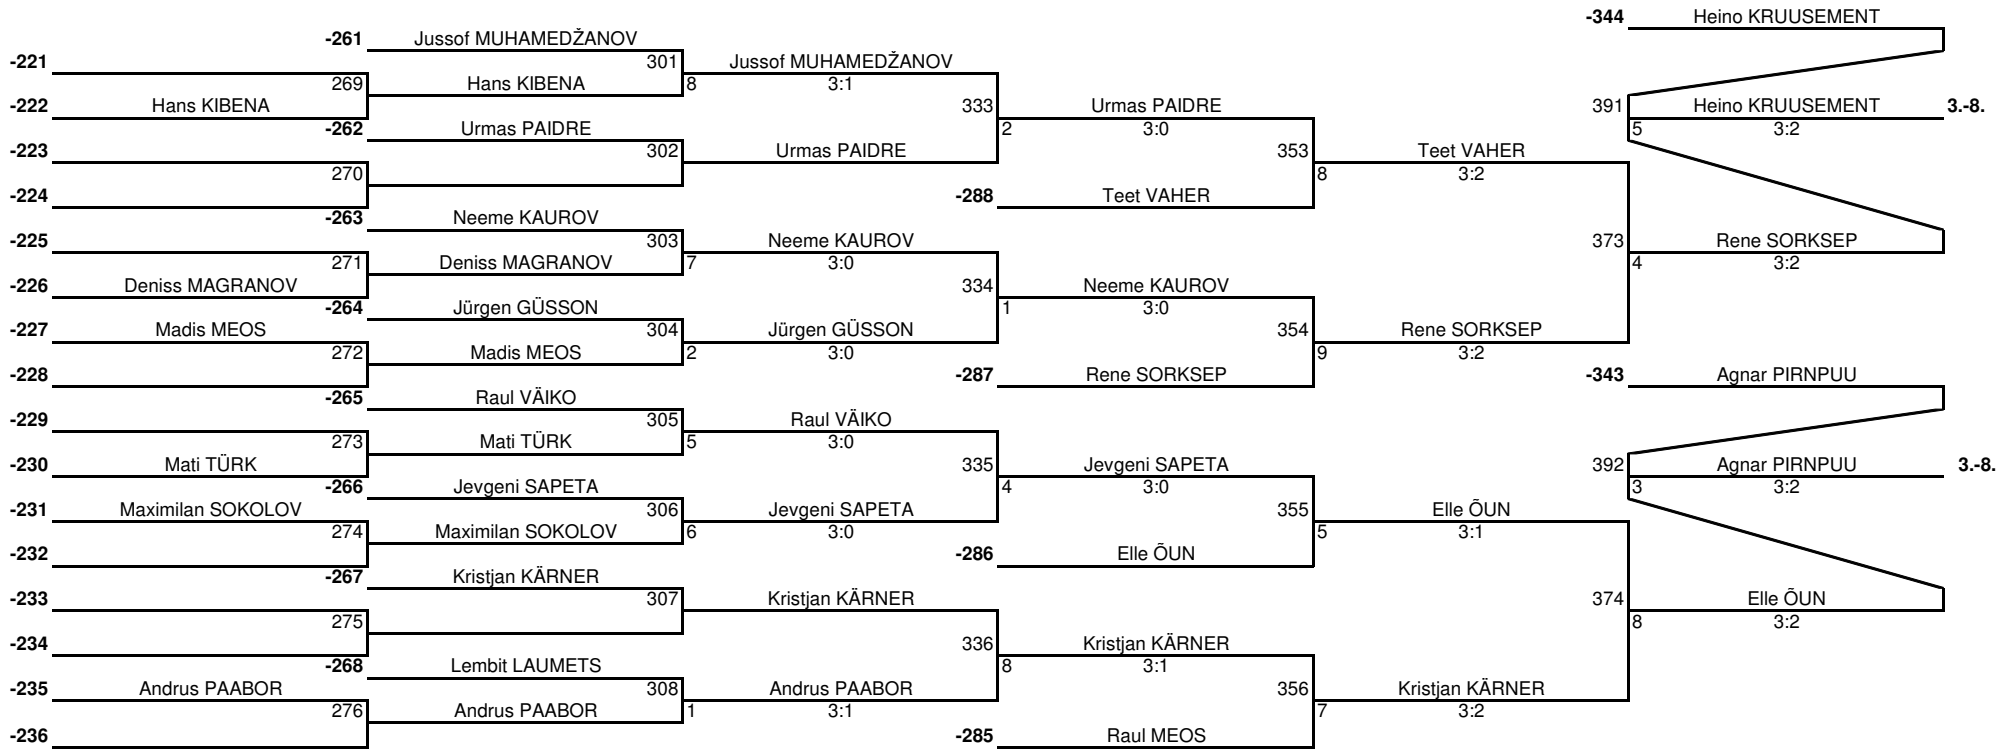 -344 Heino KRUUSEMENT
-261 Jussof MUHAMEDŽANOV
-221 301 Jussof MUHAMEDŽANOV
269 Hans KIBENA 8 3:1
-222 Hans KIBENA 333 Urmas PAIDRE 391 Heino KRUUSEMENT 3.-8.
-262 Urmas PAIDRE 2 3:0 5 3:2
-223 302 Urmas PAIDRE 353 Teet VAHER
270 8 3:2
-224 -288 Teet VAHER
-263 Neeme KAUROV
-225 303 Neeme KAUROV 373 Rene SORKSEP
271 Deniss MAGRANOV 7 3:0 4 3:2
-226 Deniss MAGRANOV 334 Neeme KAUROV
-264 Jürgen GÜSSON 1 3:0
-227 Madis MEOS 304 Jürgen GÜSSON 354 Rene SORKSEP
272 Madis MEOS 2 3:0 9 3:2
-228 -287 Rene SORKSEP -343 Agnar PIRNPUU
-265 Raul VÄIKO
-229 305 Raul VÄIKO
273 Mati TÜRK 5 3:0
-230 Mati TÜRK 335 Jevgeni SAPETA 392 Agnar PIRNPUU 3.-8.
-266 Jevgeni SAPETA 4 3:0 3 3:2
-231 Maximilan SOKOLOV 306 Jevgeni SAPETA 355 Elle ÕUN
274 Maximilan SOKOLOV 6 3:0 5 3:1
-232 -286 Elle ÕUN
-267 Kristjan KÄRNER
-233 307 Kristjan KÄRNER 374 Elle ÕUN
275 8 3:2
-234 336 Kristjan KÄRNER
-268 Lembit LAUMETS 8 3:1
-235 Andrus PAABOR 308 Andrus PAABOR 356 Kristjan KÄRNER
276 Andrus PAABOR 1 3:1 7 3:2
-236 -285 Raul MEOS